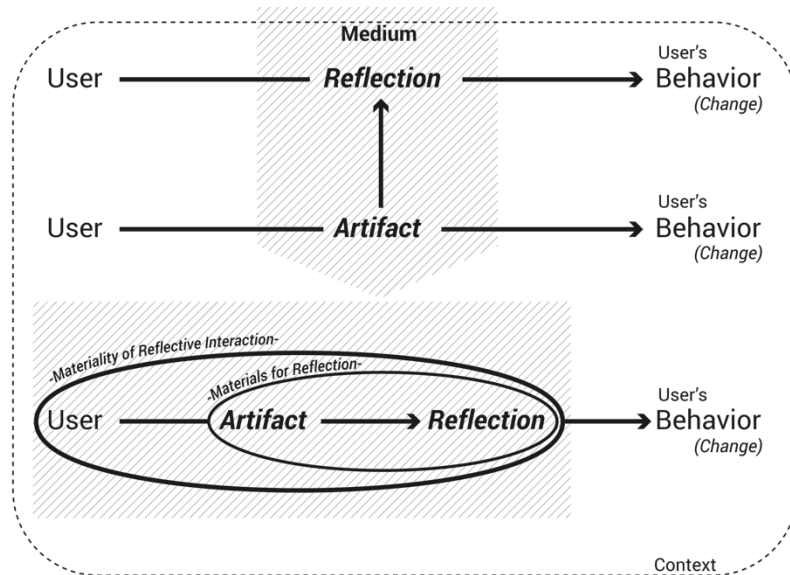 Medium
User
Reflection
User's
Behavior
(Change)
User
Artifact
User's
Behavior
(Change)
-Materiality of Reflective Interaction-
-Materials for Reflection-
User
Artifact
Reflection
User's
Behavior
(Change)
Context